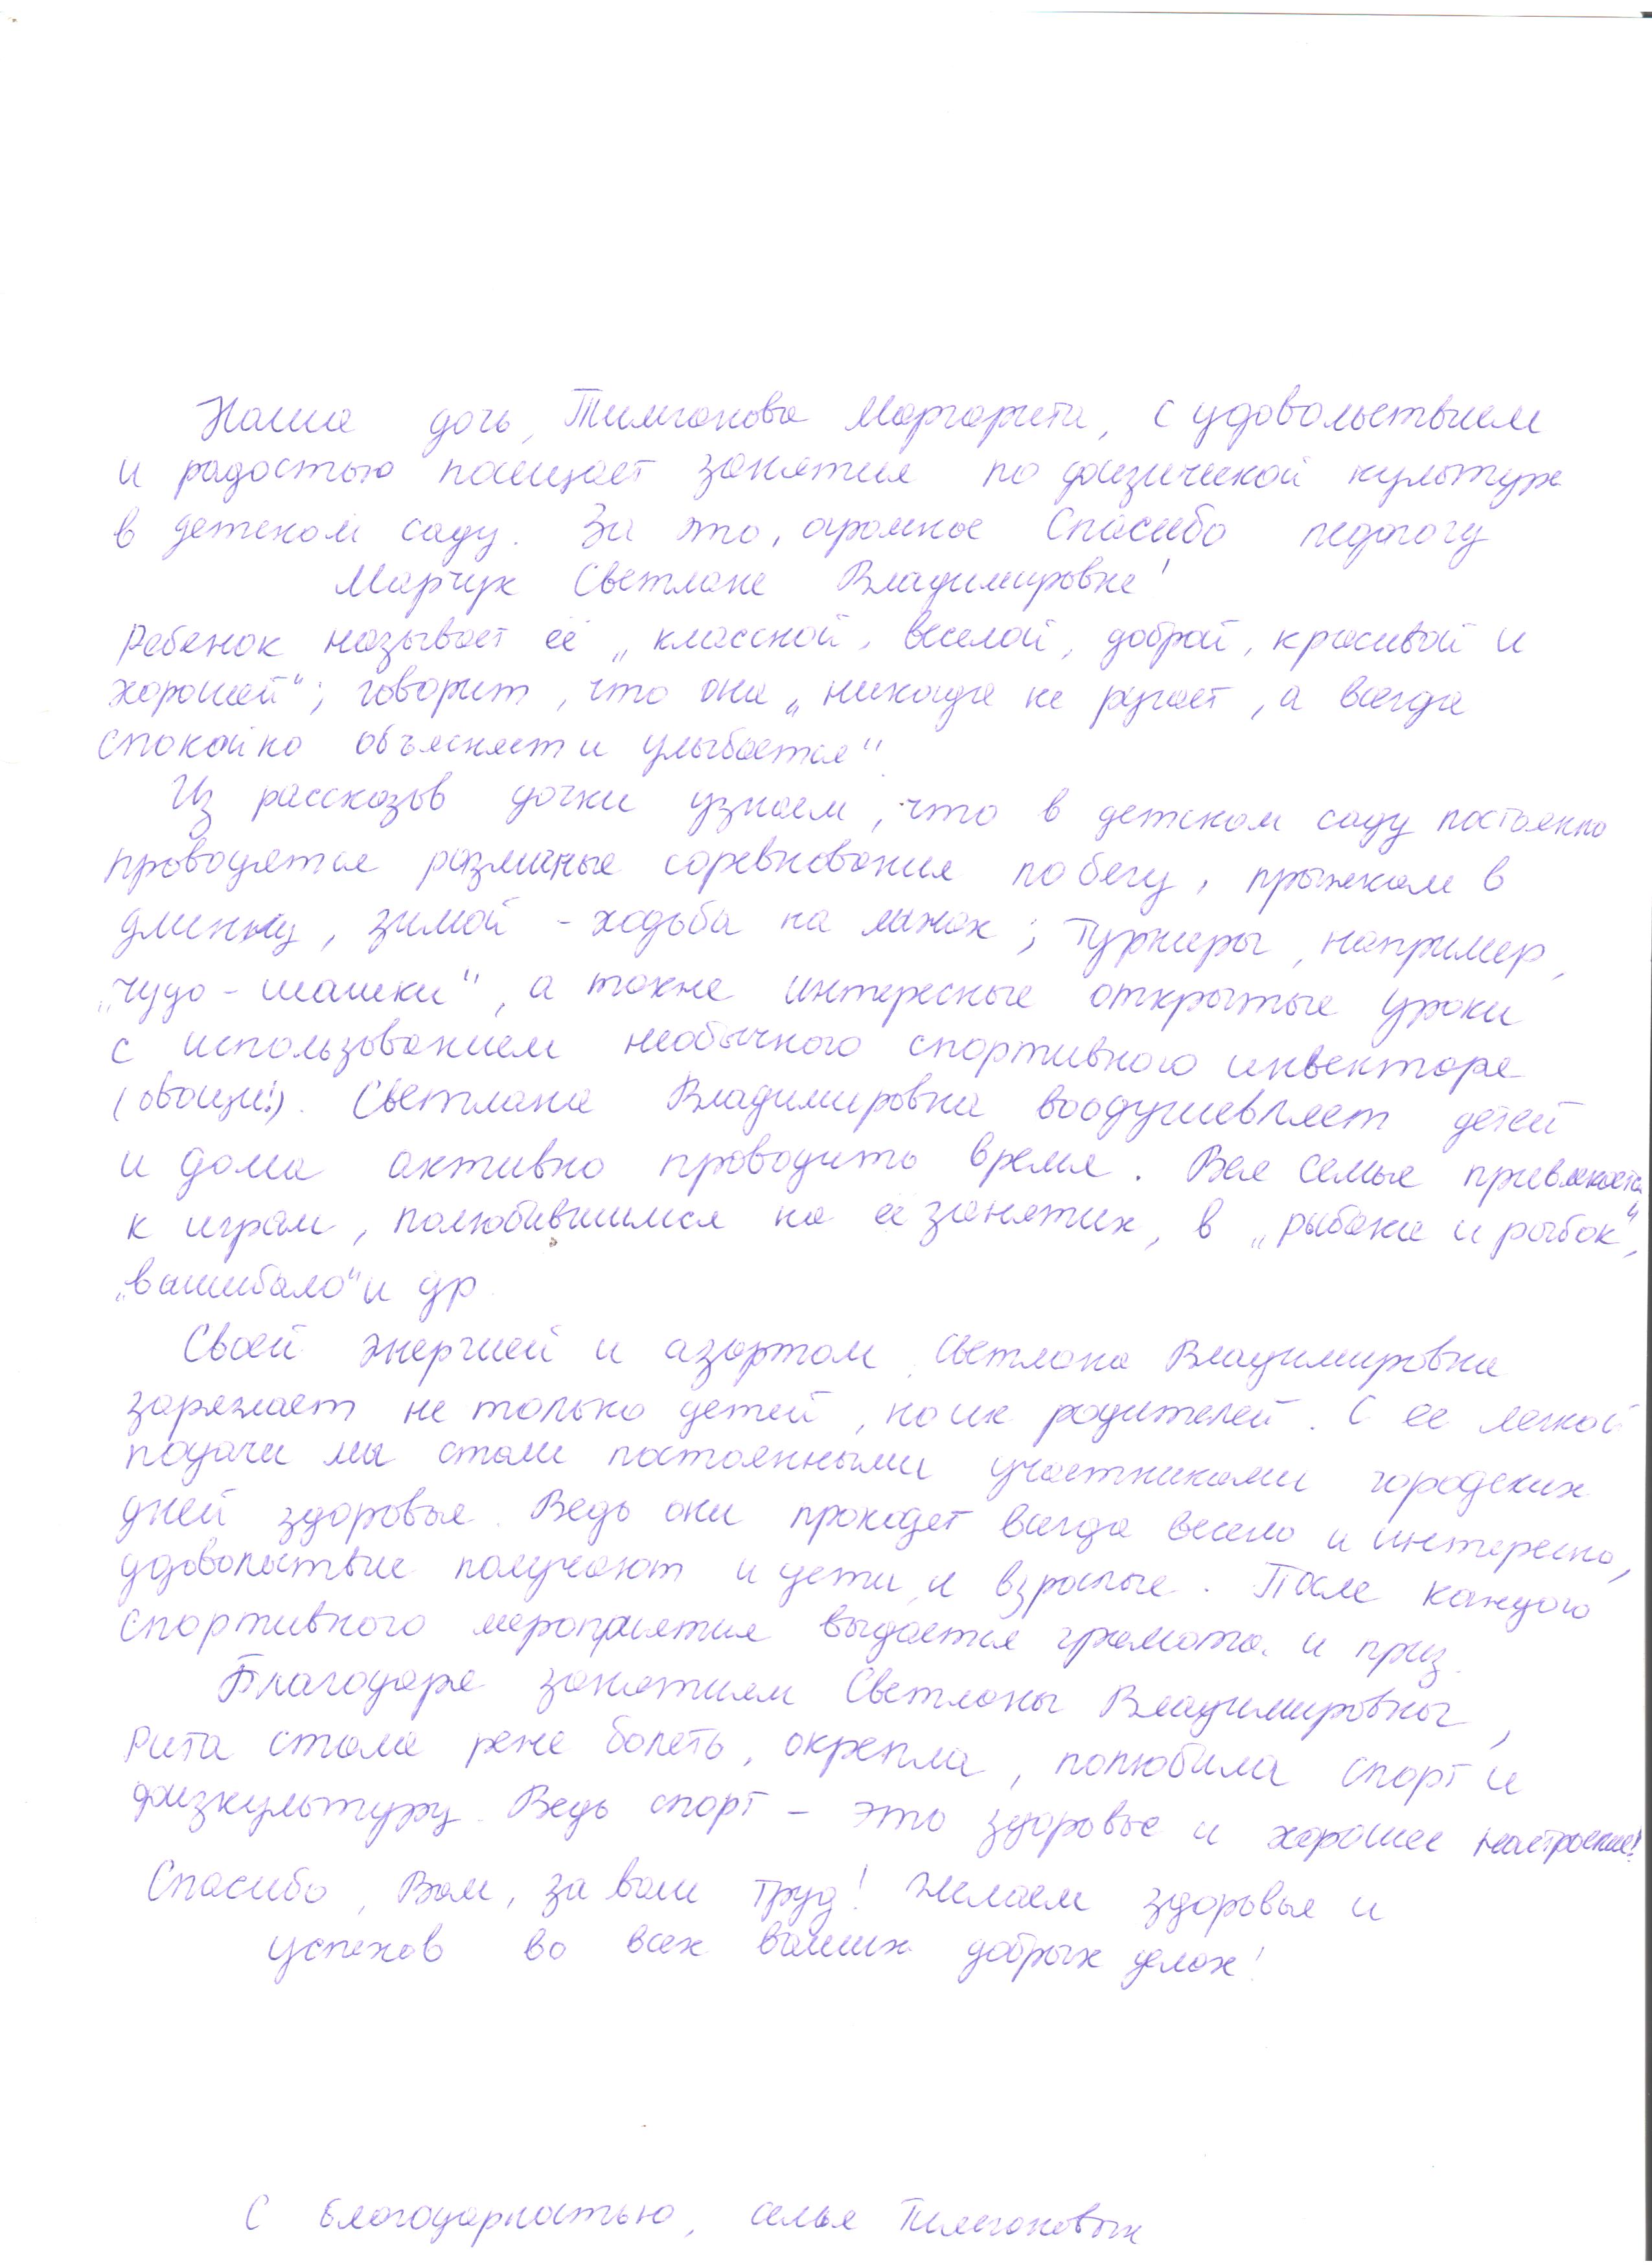 Наша дочь, Тимганова Маргарита, с удовольствием
и радостью посещает занятия по физической культуре
в детском саду. За это, огромное Спасибо педагогу
Марчук Светлане Владимировне!
Ребенок называет её „классной, веселой, доброй, красивой и
хорошей"; говорит, что она „никогда не ругает, а всегда
спокойно объясняет и улыбается"
Из рассказов дочки узнаем, что в детском саду постоянно
проводятся различные соревнования по бегу, прыжкам в
длинну, зимой - ходьба на лыжах; турниры, например,
„чудо - шашки", а также интересные открытые уроки
с использованием необычного спортивного инвентаря
(овощи!). Светлана Владимировна воодушевляет детей
и дома активно проводить время. Вся семья привлекается
к играм, полюбившимся на её занятиях, в „рыбака и рыбок",
„вышибало" и др.
Своей энергией и азартом Светлана Владимировна
заряжает не только детей, но и их родителей. С ее легкой
подачи мы стали постоянными участниками городских
дней здоровья. Ведь они проходят всегда весело и интересно,
удовольствие получают и дети и взрослые. После каждого
спортивного мероприятия выдается грамота и приз.
Благодаря занятиям Светланы Владимировны,
Рита стала реже болеть, окрепла, полюбила спорт и
физкультуру. Ведь спорт - это здоровье и хорошее настроение!
Спасибо, Вам, за ваш труд! Желаем здоровья и
успехов во всех ваших добрых делах!
С благодарностью, семья